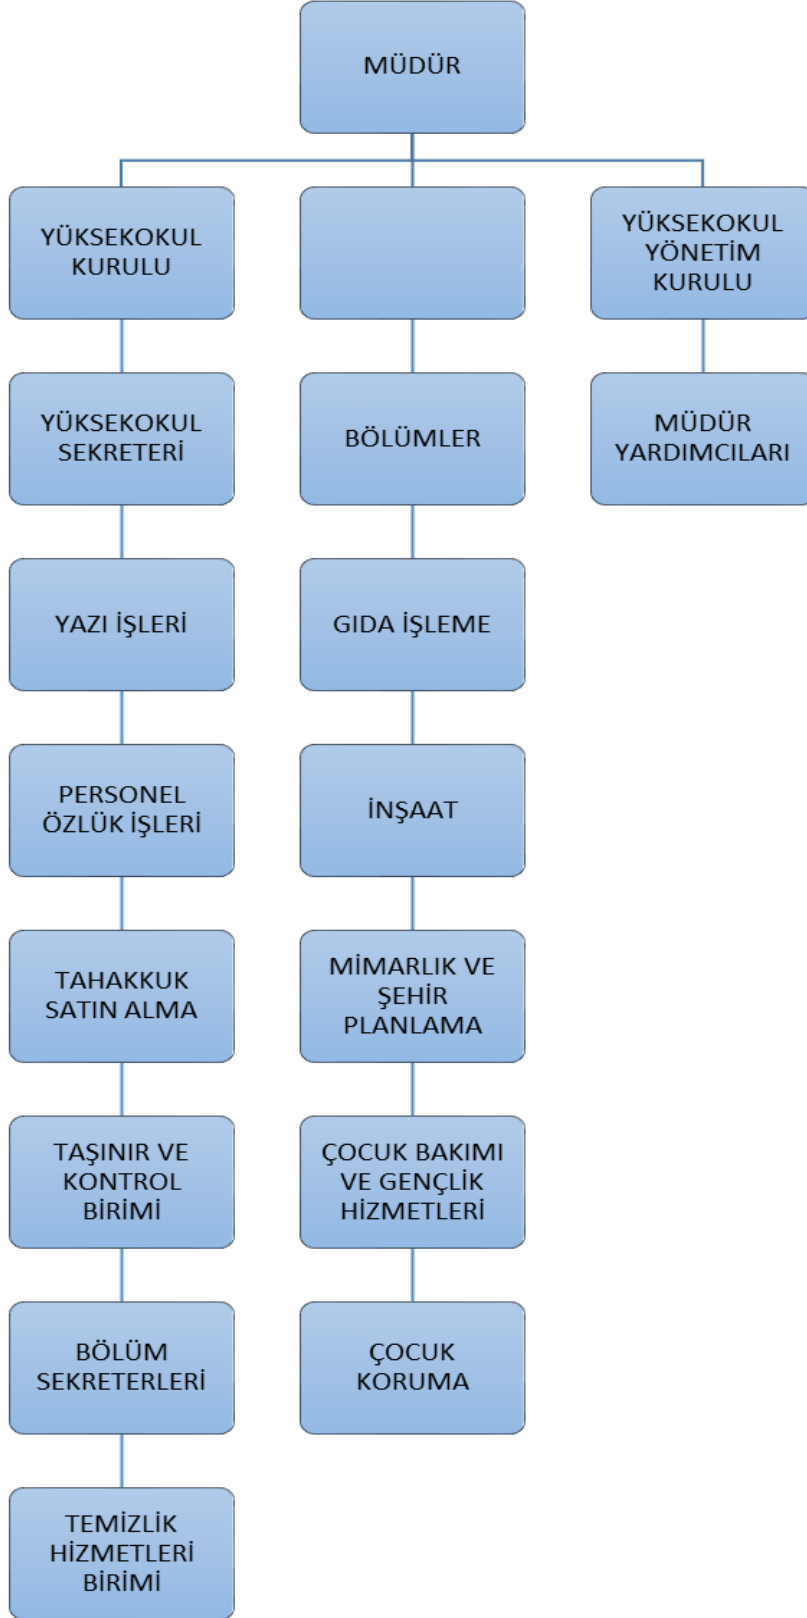 MÜDÜR
YÜKSEKOKUL
KURULU
YÜKSEKOKUL
YÖNETİM
KURULU
YÜKSEKOKUL
SEKRETERİ
BÖLÜMLER
MÜDÜR
YARDIMCILARI
YAZI İŞLERİ
GIDA İŞLEME
PERSONEL
ÖZLÜK İŞLERİ
İNŞAAT
TAHAKKUK
SATIN ALMA
MİMARLIK VE
ŞEHİR
PLANLAMA
TAŞINIR VE
KONTROL
BİRİMİ
ÇOCUK BAKIMI
VE GENÇLİK
HİZMETLERİ
BÖLÜM
SEKRETERLERİ
ÇOCUK
KORUMA
TEMİZLİK
HİZMETLERİ
BİRİMİ